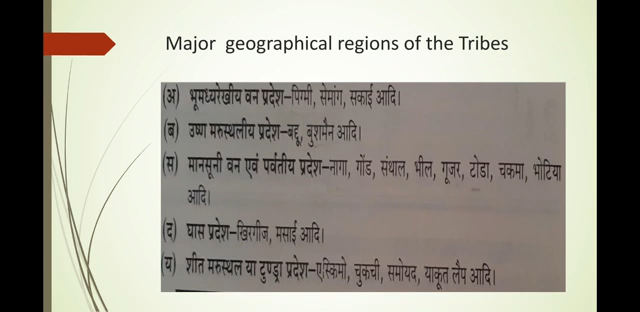 Major geographical regions of the Tribes
(अ) भूमध्यरेखीय वन प्रदेश–पिग्मी, सेमांग, सकाई आदि।
(ब) उष्ण मरुस्थलीय प्रदेश–बद्दू, बुशमैन आदि।
(स) मानसूनी वन एवं पर्वतीय प्रदेश–नागा, गोंड, संथाल, भील, गूजर, टोडा, चकमा, भोटिया
आदि।
(द) घास प्रदेश–खिरगीज, मसाई आदि।
(य) शीत मरुस्थल या टुण्ड्रा प्रदेश–एस्किमो, चुकची, समोयद, याकूत लैप आदि।